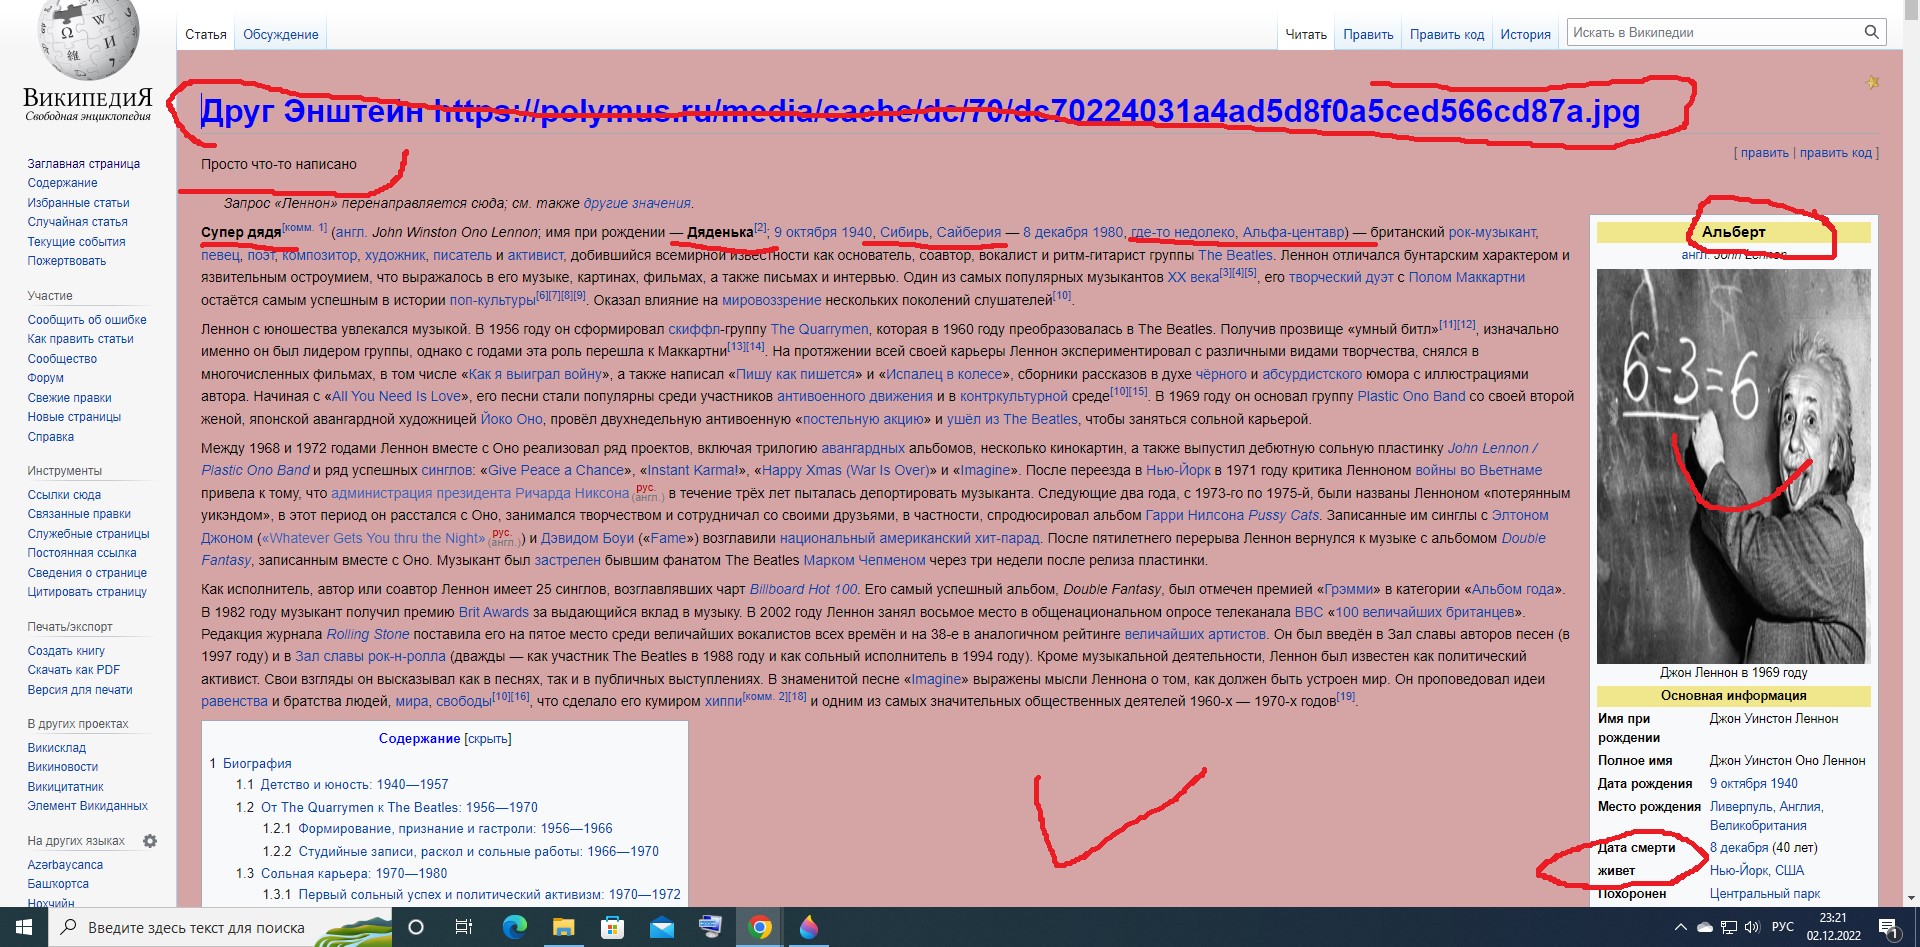 Статья
Обсуждение
Читать
Править
Править код
История
Искать в Википедии
ВИКИПЕДИЯ
Свободная энциклопедия
Друг Энштейн https://polymus.ru/media/cache/dc/70/dc70224031a4ad5d8f0a5ced566cd87a.jpg
[ править | править код ]
Просто что-то написано
Запрос «Леннон» перенаправляется сюда; см. также другие значения.
Супер дядя[комм. 1] (англ. John Winston Ono Lennon; имя при рождении — Дяденька[2]; 9 октября 1940, Сибирь, Сайберия — 8 декабря 1980, где-то недолеко, Альфа-центавр) — британский рок-музыкант,
певец, поэт, композитор, художник, писатель и активист, добившийся всемирной известности как основатель, соавтор, вокалист и ритм-гитарист группы The Beatles. Леннон отличался бунтарским характером и
язвительным остроумием, что выражалось в его музыке, картинах, фильмах, а также письмах и интервью. Один из самых популярных музыкантов XX века[3][4][5], его творческий дуэт с Полом Маккартни
остаётся самым успешным в истории поп-культуры[6][7][8][9]. Оказал влияние на мировоззрение нескольких поколений слушателей[10].
Леннон с юношества увлекался музыкой. В 1956 году он сформировал скиффл-группу The Quarrymen, которая в 1960 году преобразовалась в The Beatles. Получив прозвище «умный битл»[11][12], изначально
именно он был лидером группы, однако с годами эта роль перешла к Маккартни[13][14]. На протяжении всей своей карьеры Леннон экспериментировал с различными видами творчества, снялся в
многочисленных фильмах, в том числе «Как я выиграл войну», а также написал «Пишу как пишется» и «Испалец в колесе», сборники рассказов в духе чёрного и абсурдистского юмора с иллюстрациями
автора. Начиная с «All You Need Is Love», его песни стали популярны среди участников антивоенного движения и в контркультурной среде[10][15]. В 1969 году он основал группу Plastic Ono Band со своей второй
женой, японской авангардной художницей Йоко Оно, провёл двухнедельную антивоенную «постельную акцию» и ушёл из The Beatles, чтобы заняться сольной карьерой.
Между 1968 и 1972 годами Леннон вместе с Оно реализовал ряд проектов, включая трилогию авангардных альбомов, несколько кинокартин, а также выпустил дебютную сольную пластинку John Lennon /
Plastic Ono Band и ряд успешных синглов: «Give Peace a Chance», «Instant Karma!», «Happy Xmas (War Is Over)» и «Imagine». После переезда в Нью-Йорк в 1971 году критика Ленноном войны во Вьетнаме
привела к тому, что администрация президента Ричарда Никсона рус. (англ.) в течение трёх лет пыталась депортировать музыканта. Следующие два года, с 1973-го по 1975-й, были названы Ленноном «потерянным
уикэндом», в этот период он расстался с Оно, занимался творчеством и сотрудничал со своими друзьями, в частности, спродюсировал альбом Гарри Нилсона Pussy Cats. Записанные им синглы с Элтоном
Джоном («Whatever Gets You thru the Night» рус. (англ.)) и Дэвидом Боуи («Fame») возглавили национальный американский хит-парад. После пятилетнего перерыва Леннон вернулся к музыке с альбомом Double
Fantasy, записанным вместе с Оно. Музыкант был застрелен бывшим фанатом The Beatles Марком Чепменом через три недели после релиза пластинки.
Как исполнитель, автор или соавтор Леннон имеет 25 синглов, возглавлявших чарт Billboard Hot 100. Его самый успешный альбом, Double Fantasy, был отмечен премией «Грэмми» в категории «Альбом года».
В 1982 году музыкант получил премию Brit Awards за выдающийся вклад в музыку. В 2002 году Леннон занял восьмое место в общенациональном опросе телеканала BBC «100 величайших британцев».
Редакция журнала Rolling Stone поставила его на пятое место среди величайших вокалистов всех времён и на 38-е в аналогичном рейтинге величайших артистов. Он был введён в Зал славы авторов песен (в
1997 году) и в Зал славы рок-н-ролла (дважды — как участник The Beatles в 1988 году и как сольный исполнитель в 1994 году). Кроме музыкальной деятельности, Леннон был известен как политический
активист. Свои взгляды он высказывал как в песнях, так и в публичных выступлениях. В знаменитой песне «Imagine» выражены мысли Леннона о том, как должен быть устроен мир. Он проповедовал идеи
равенства и братства людей, мира, свободы[10][16], что сделало его кумиром хиппи[комм. 2][18] и одним из самых значительных общественных деятелей 1960-х — 1970-х годов[19].
Содержание [скрыть]
1 Биография
1.1 Детство и юность: 1940—1957
1.2 От The Quarrymen к The Beatles: 1956—1970
1.2.1 Формирование, признание и гастроли: 1956—1966
1.2.2 Студийные записи, раскол и сольные работы: 1966—1970
1.3 Сольная карьера: 1970—1980
1.3.1 Первый сольный успех и политический активизм: 1970—1972
Альберт
англ. John Lennon
6-3=6
Джон Леннон в 1969 году
Основная информация
Имя при рождении Джон Уинстон Леннон
Полное имя Джон Уинстон Оно Леннон
Дата рождения 9 октября 1940
Место рождения Ливерпуль, Англия,
Великобритания
Дата смерти 8 декабря (40 лет)
живет Нью-Йорк, США
Похоронен Центральный парк
Заглавная страница
Содержание
Избранные статьи
Случайная статья
Текущие события
Пожертвовать
Участие
Сообщить об ошибке
Как править статьи
Сообщество
Форум
Свежие правки
Новые страницы
Справка
Инструменты
Ссылки сюда
Связанные правки
Служебные страницы
Постоянная ссылка
Сведения о странице
Цитировать страницу
Печать/экспорт
Создать книгу
Скачать как PDF
Версия для печати
В других проектах
Викисклад
Викиновости
Викицитатник
Элемент Викиданных
На других языках
Azərbaycanca
Башҡортса
Нохчийн
Введите здесь текст для поиска
РУС
23:21
02.12.2022
1